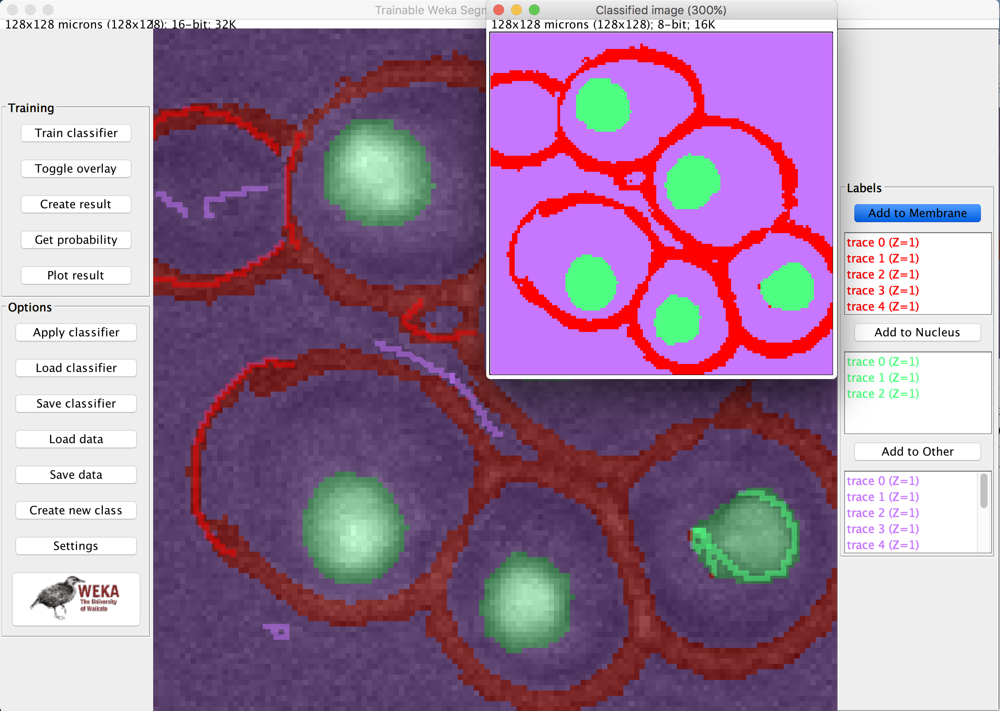 Trainable Weka Segm
Classified image (300%)
128x128 microns (128x128); 16-bit; 32K
128x128 microns (128x128); 8-bit; 16K
Training
Train classifier
Toggle overlay
Create result
Get probability
Plot result
Options
Apply classifier
Load classifier
Save classifier
Load data
Save data
Create new class
Settings
WEKA
The University
of Waikato
Labels
Add to Membrane
trace 0 (Z=1)
trace 1 (Z=1)
trace 2 (Z=1)
trace 3 (Z=1)
trace 4 (Z=1)
Add to Nucleus
trace 0 (Z=1)
trace 1 (Z=1)
trace 2 (Z=1)
Add to Other
trace 0 (Z=1)
trace 1 (Z=1)
trace 2 (Z=1)
trace 3 (Z=1)
trace 4 (Z=1)